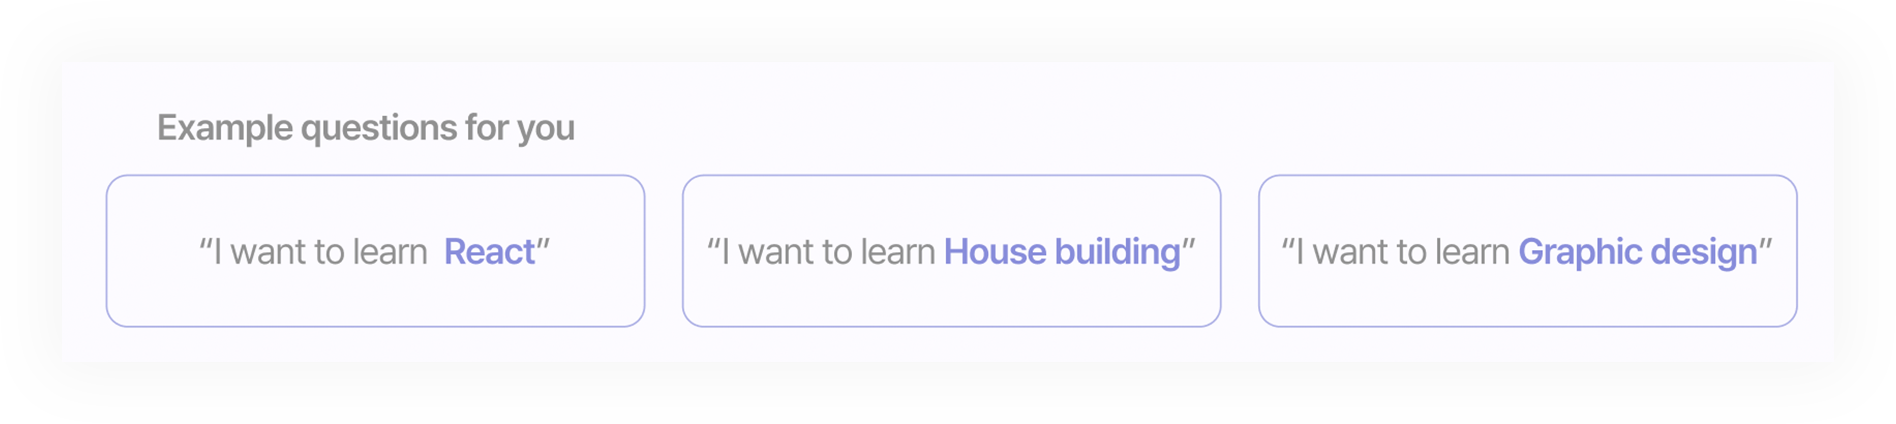 Example questions for you
“I want to learn React”
“I want to learn House building”
“I want to learn Graphic design”